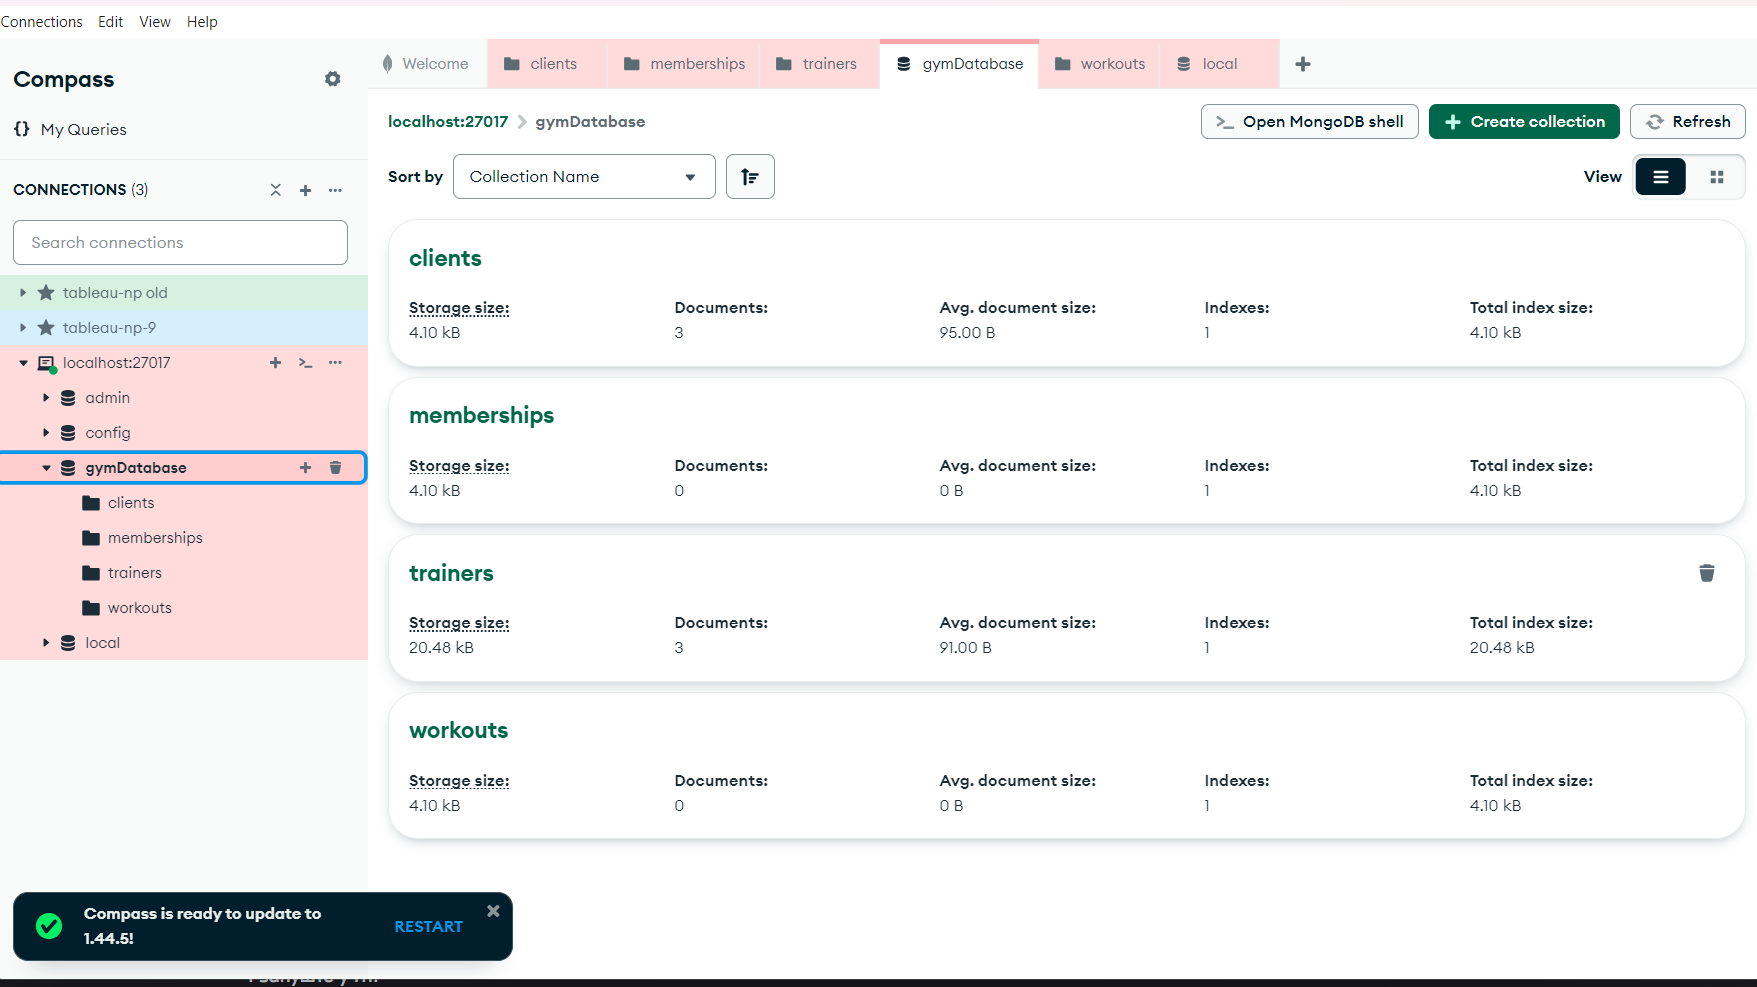 Connections Edit View Help
Compass
My Queries
CONNECTIONS (3)
Search connections
tableau-np old
tableau-np-9
localhost:27017
admin
config
gymDatabase
clients
memberships
trainers
workouts
local
Welcome clients memberships trainers gymDatabase workouts local
localhost:27017 > gymDatabase
Open MongoDB shell
Create collection
Refresh
Sort by Collection Name
View
clients
Storage size: Documents: Avg. document size: Indexes: Total index size:
4.10 kB 3 95.00 B 1 4.10 kB
memberships
Storage size: Documents: Avg. document size: Indexes: Total index size:
4.10 kB 0 0 B 1 4.10 kB
trainers
Storage size: Documents: Avg. document size: Indexes: Total index size:
20.48 kB 3 91.00 B 1 20.48 kB
workouts
Storage size: Documents: Avg. document size: Indexes: Total index size:
4.10 kB 0 0 B 1 4.10 kB
Compass is ready to update to
1.44.5!
RESTART